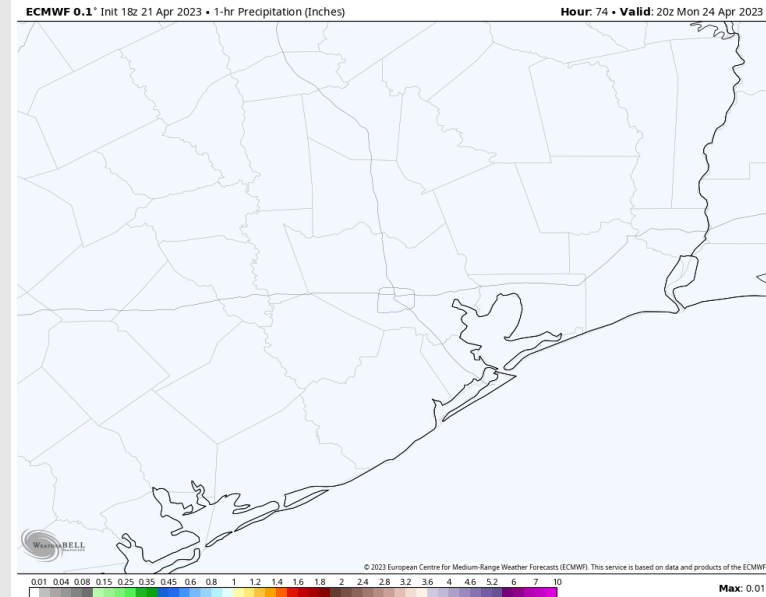 ECMWF 0.1° Init 18z 21 Apr 2023 • 1-hr Precipitation (Inches) Hour: 74 • Valid: 20z Mon 24 Apr 2023
WEATHERBELL
© 2023 European Centre for Medium-Range Weather Forecasts (ECMWF). This service is based on data and products of the ECMWF
0.01 0.04 0.08 0.15 0.25 0.35 0.45 0.6 0.8 1 1.2 1.4 1.6 1.8 2 2.4 2.8 3.2 3.6 4 4.6 5.2 6 7 10 Max: 0.01